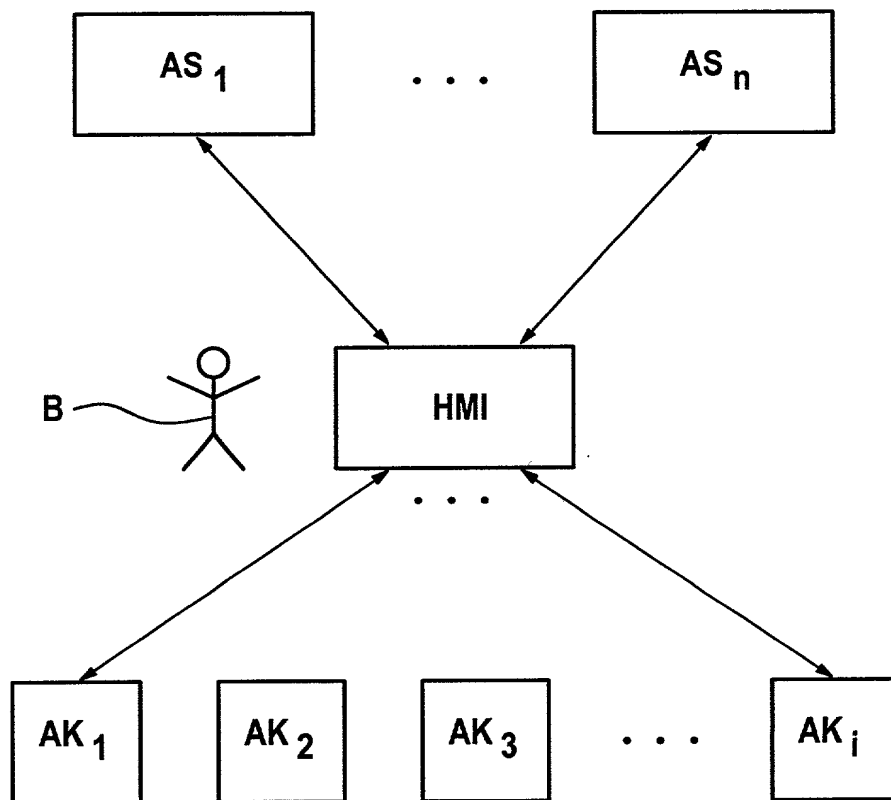 AS 1 . . . AS n
B HMI
. . .
AK 1 AK 2 AK 3 . . . AK i